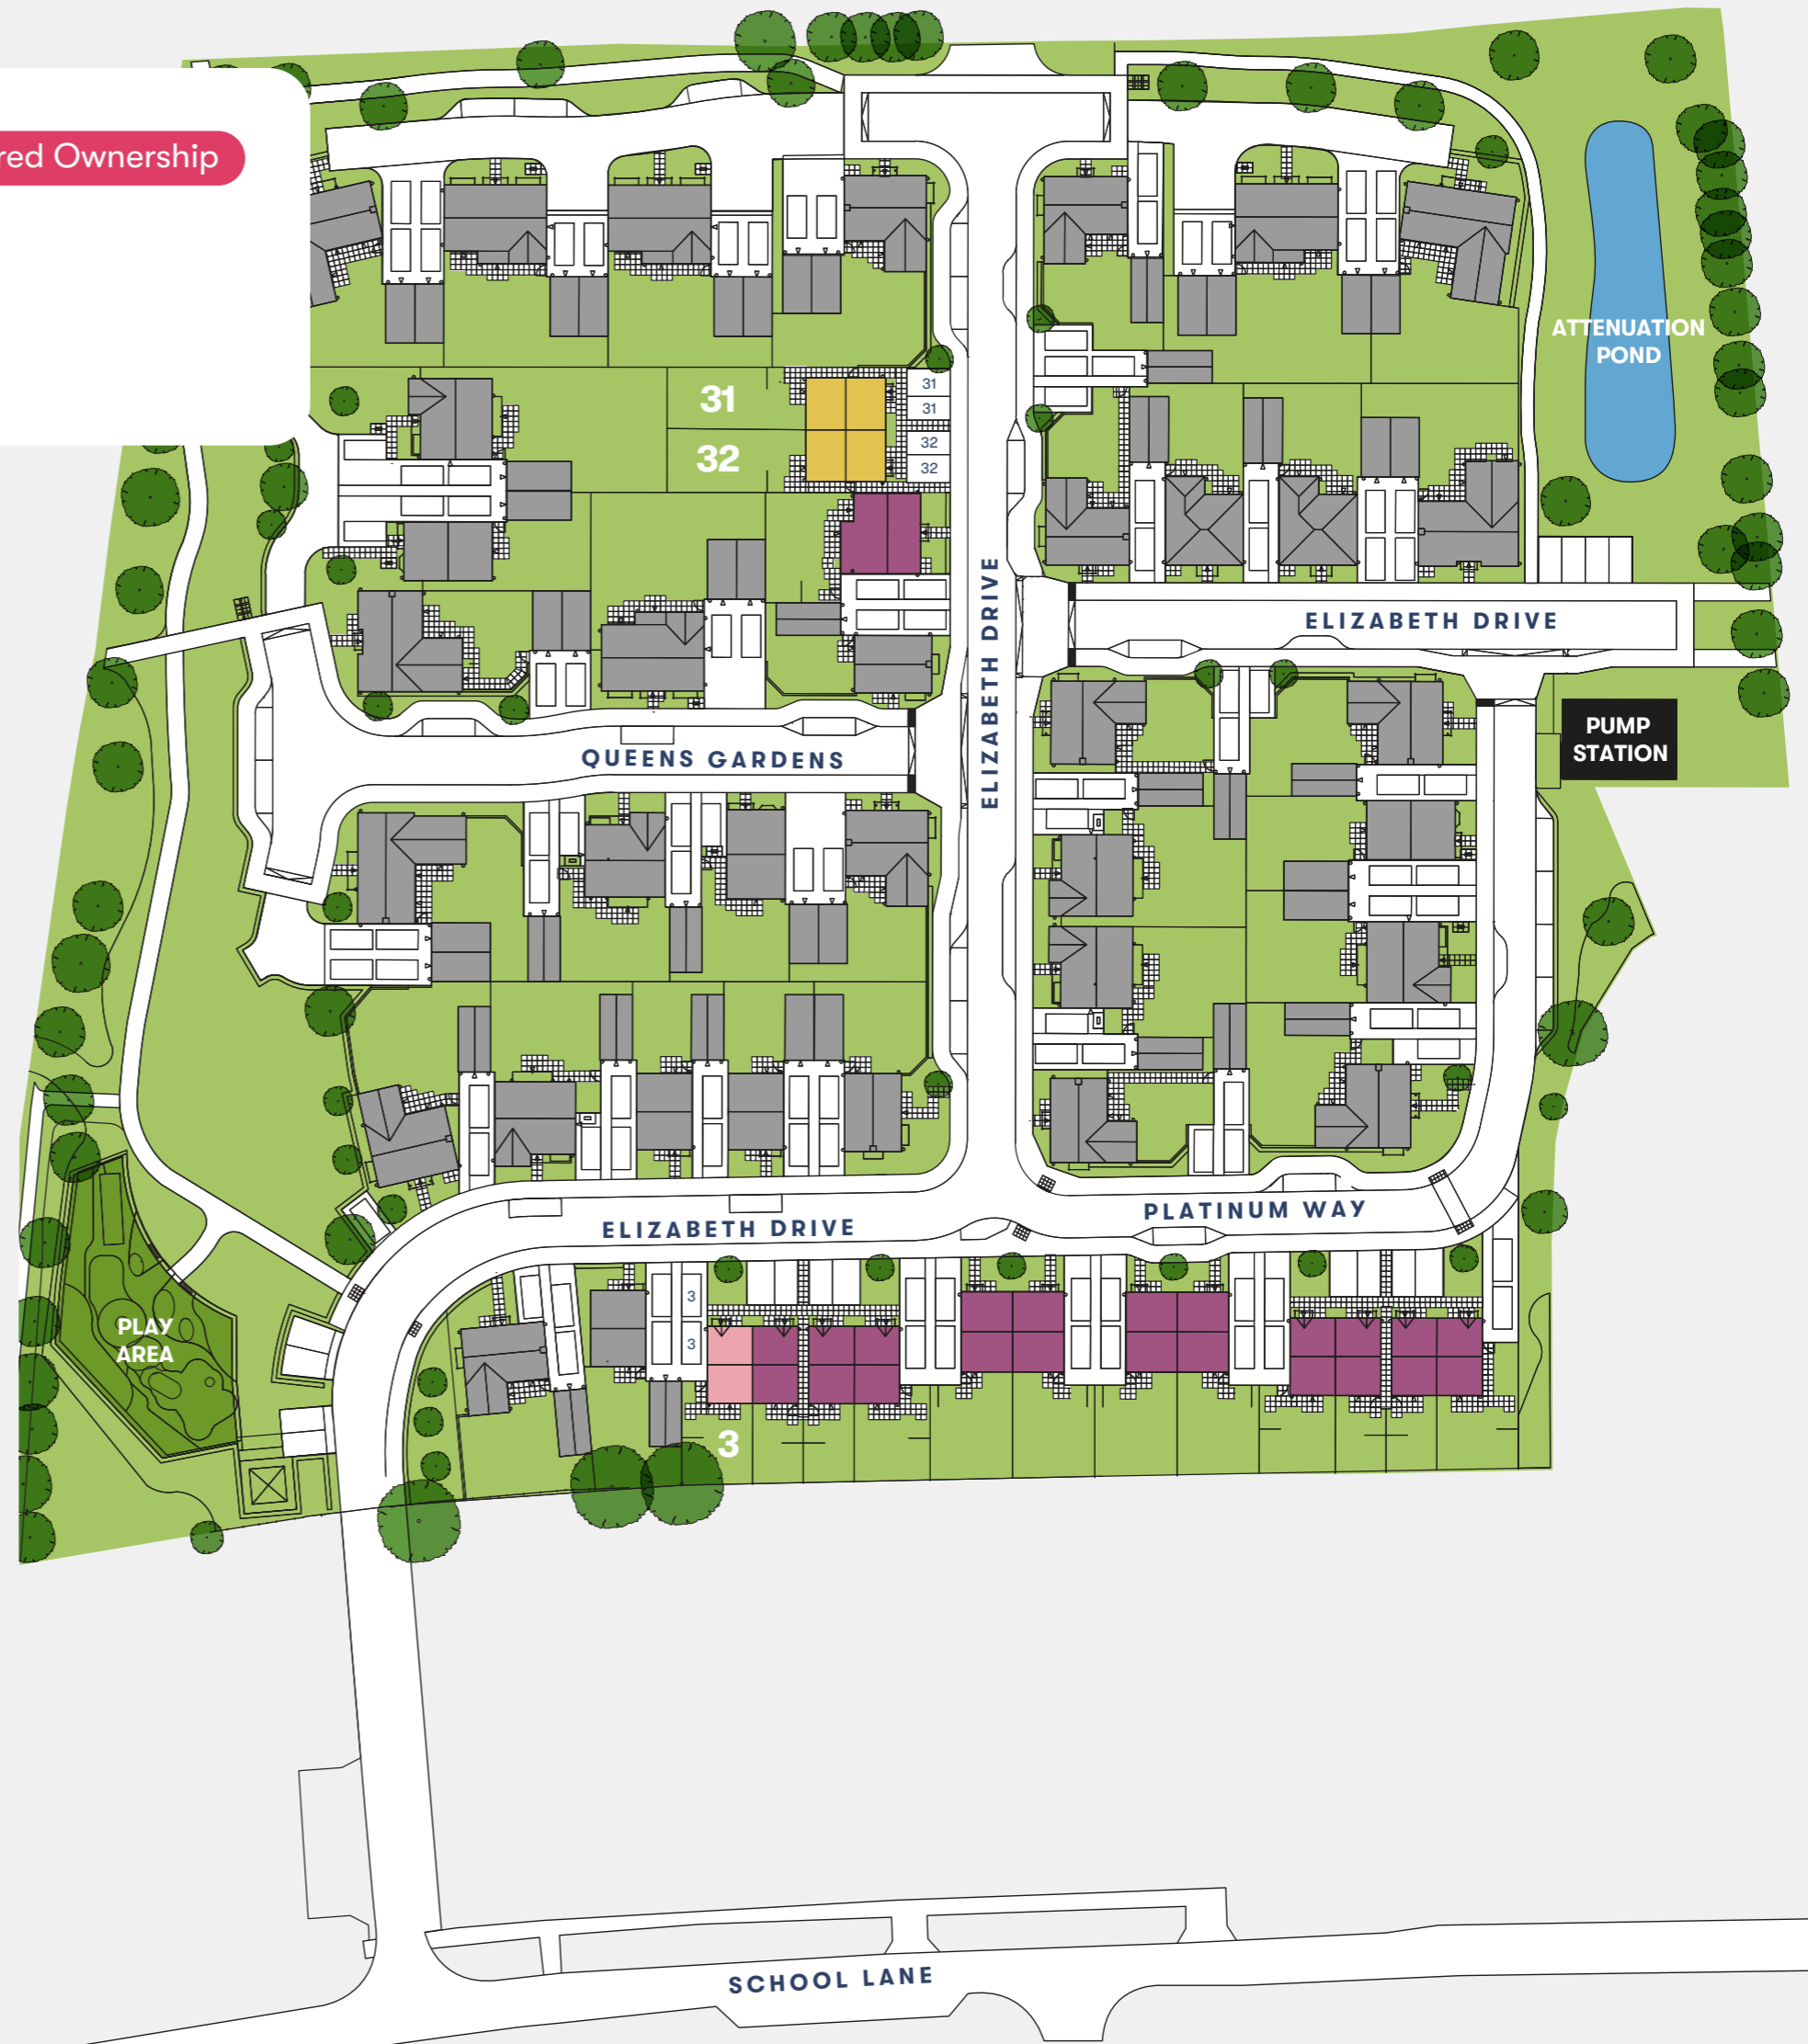 red Ownership
ATTENUATION
POND
31
31
31
32
32
32
ELIZABETH DRIVE
ELIZABETH DRIVE
PUMP
STATION
QUEENS GARDENS
PLATINUM WAY
ELIZABETH DRIVE
3
3
PLAY
AREA
3
SCHOOL LANE